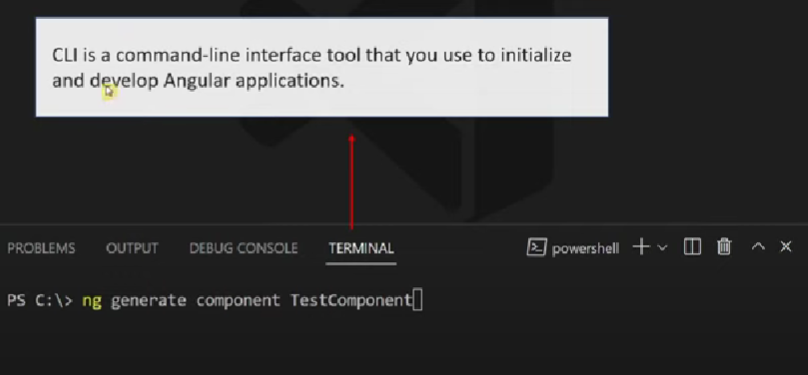 CLI is a command-line interface tool that you use to initialize
and develop Angular applications.
PROBLEMS OUTPUT DEBUG CONSOLE TERMINAL powershell
PS C:\> ng generate component TestComponent